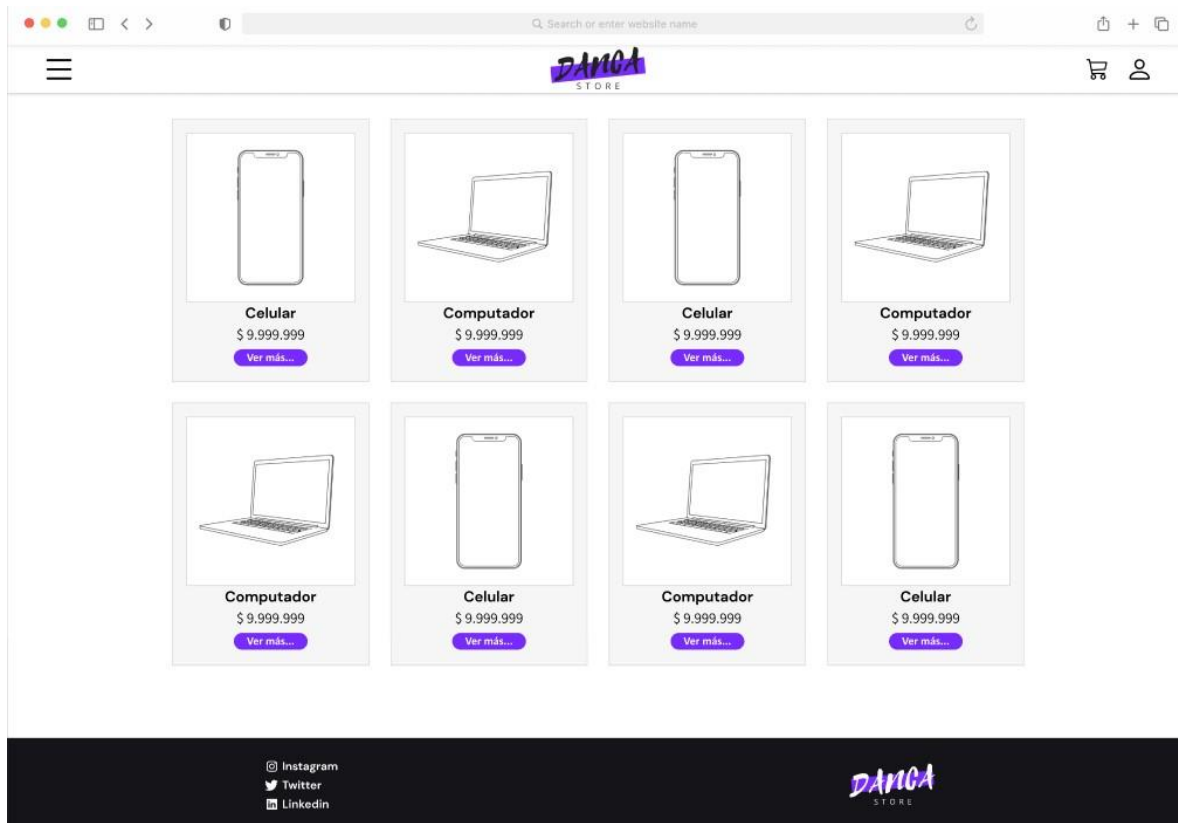 Search or enter website name
DANCA
STORE
Celular
$ 9.999.999
Ver más...
Computador
$ 9.999.999
Ver más...
Celular
$ 9.999.999
Ver más...
Computador
$ 9.999.999
Ver más...
Computador
$ 9.999.999
Ver más...
Celular
$ 9.999.999
Ver más...
Computador
$ 9.999.999
Ver más...
Celular
$ 9.999.999
Ver más...
Instagram
Twitter
Linkedin
DANCA
STORE